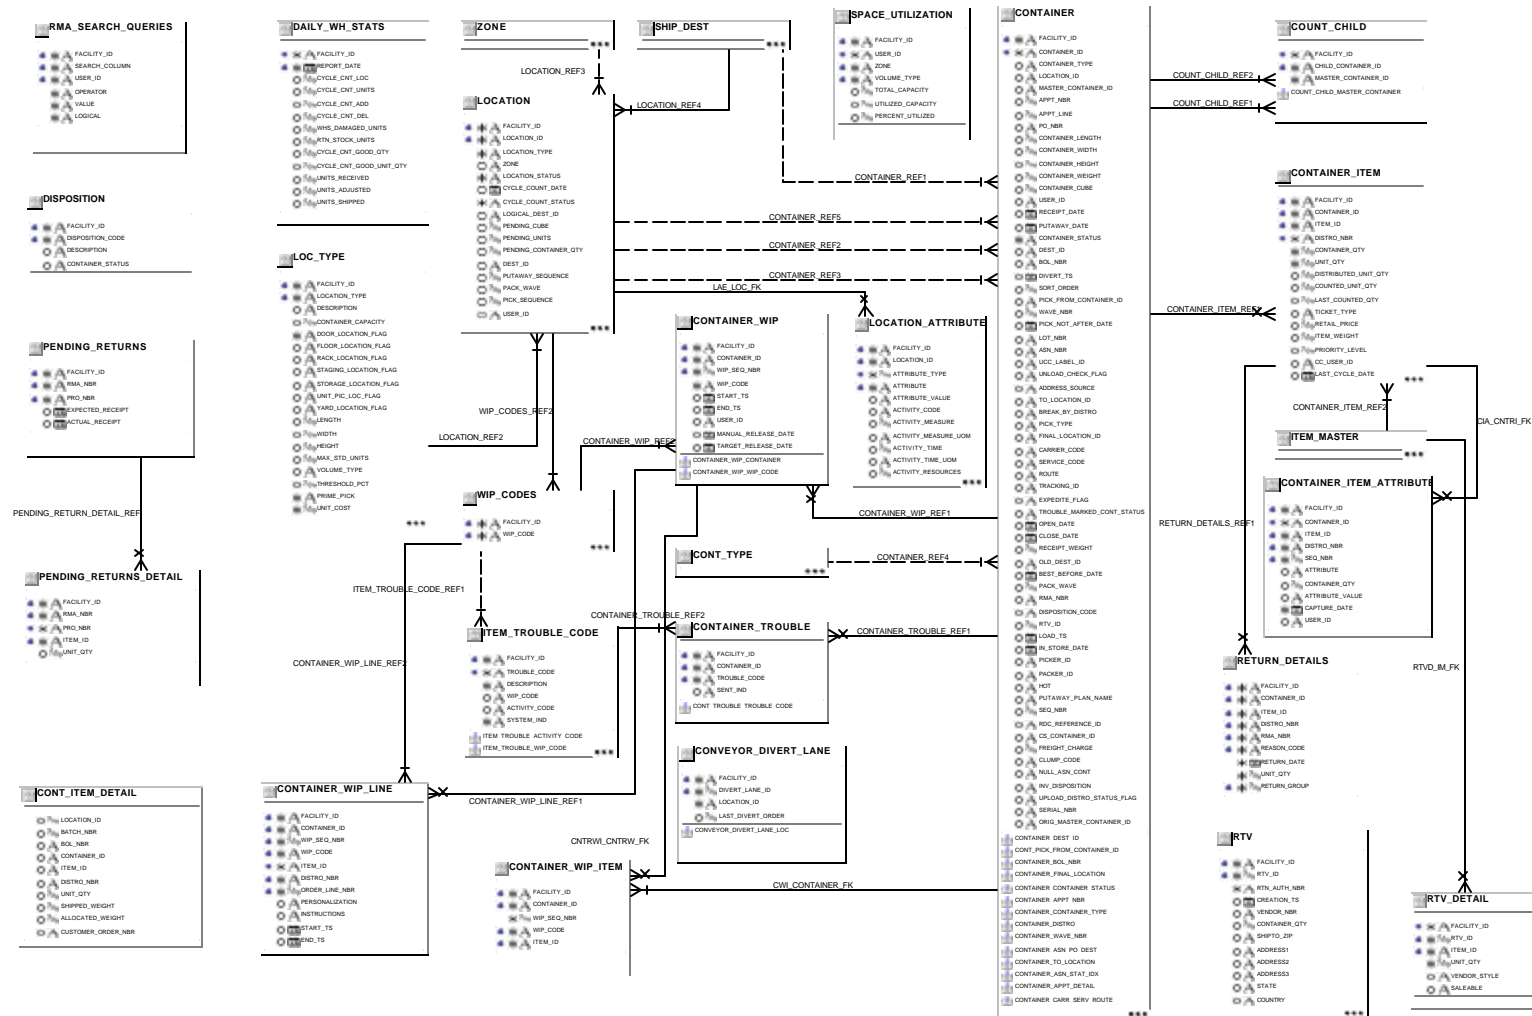 RMA_SEARCH_QUERIES
FACILITY_ID
SEARCH_COLUMN
USER_ID
OPERATOR
VALUE
LOGICAL
DISPOSITION
FACILITY_ID
DISPOSITION_CODE
DESCRIPTION
CONTAINER_STATUS
PENDING_RETURNS
FACILITY_ID
RMA_NBR
PRO_NBR
EXPECTED_RECEIPT
ACTUAL_RECEIPT
PENDING_RETURN_DETAIL_REF
PENDING_RETURNS_DETAIL
FACILITY_ID
RMA_NBR
PRO_NBR
ITEM_ID
UNIT_QTY
CONT_ITEM_DETAIL
LOCATION_ID
BATCH_NBR
BOL_NBR
CONTAINER_ID
ITEM_ID
DISTRO_NBR
UNIT_QTY
SHIPPED_WEIGHT
ALLOCATED_WEIGHT
CUSTOMER_ORDER_NBR
DAILY_WH_STATS
FACILITY_ID
REPORT_DATE
CYCLE_CNT_LOC
CYCLE_CNT_UNITS
CYCLE_CNT_ADD
CYCLE_CNT_DEL
WHS_DAMAGED_UNITS
RTN_STOCK_UNITS
CYCLE_CNT_GOOD_QTY
CYCLE_CNT_GOOD_UNIT_QTY
UNITS_RECEIVED
UNITS_ADJUSTED
UNITS_SHIPPED
LOC_TYPE
FACILITY_ID
LOCATION_TYPE
DESCRIPTION
CONTAINER_CAPACITY
DOOR_LOCATION_FLAG
FLOOR_LOCATION_FLAG
RACK_LOCATION_FLAG
STAGING_LOCATION_FLAG
STORAGE_LOCATION_FLAG
UNIT_PIC_LOC_FLAG
YARD_LOCATION_FLAG
LENGTH
WIDTH
HEIGHT
MAX_STD_UNITS
VOLUME_TYPE
THRESHOLD_PCT
PRIME_PICK
UNIT_COST
LOCATION_REF2
ITEM_TROUBLE_CODE_REF1
CONTAINER_WIP_LINE_REF2
CONTAINER_WIP_LINE
FACILITY_ID
CONTAINER_ID
WIP_SEQ_NBR
WIP_CODE
ITEM_ID
DISTRO_NBR
ORDER_LINE_NBR
PERSONALIZATION
INSTRUCTIONS
START_TS
END_TS
ZONE
LOCATION_REF3
LOCATION
FACILITY_ID
LOCATION_ID
LOCATION_TYPE
ZONE
LOCATION_STATUS
CYCLE_COUNT_DATE
CYCLE_COUNT_STATUS
LOGICAL_DEST_ID
PENDING_CUBE
PENDING_UNITS
PENDING_CONTAINER_QTY
DEST_ID
PUTAWAY_SEQUENCE
PACK_WAVE
PICK_SEQUENCE
USER_ID
WIP_CODES_REF2
WIP_CODES
FACILITY_ID
WIP_CODE
ITEM_TROUBLE_CODE
FACILITY_ID
TROUBLE_CODE
DESCRIPTION
WIP_CODE
ACTIVITY_CODE
SYSTEM_IND
ITEM TROUBLE ACTIVITY CODE
ITEM_TROUBLE_WIP_CODE
CONTAINER_WIP_LINE_REF1
CNTRWI_CNTRW_FK
CONTAINER_WIP_ITEM
FACILITY_ID
CONTAINER_ID
WIP_SEQ_NBR
WIP_CODE
ITEM_ID
SHIP_DEST
LOCATION_REF4
CONTAINER_REF1
CONTAINER_REF5
CONTAINER_REF2
CONTAINER_REF3
LAE_LOC_FK
CONTAINER_WIP
FACILITY_ID
CONTAINER_ID
WIP_SEQ_NBR
WIP_CODE
START_TS
END_TS
USER_ID
MANUAL_RELEASE_DATE
TARGET_RELEASE_DATE
CONTAINER_WIP_CONTAINER
CONTAINER_WIP_WIP_CODE
CONTAINER_WIP_REF2
CONTAINER_WIP_REF1
CONT_TYPE
CONTAINER_REF4
CONTAINER_TROUBLE_REF2
CONTAINER_TROUBLE
CONTAINER_TROUBLE_REF1
FACILITY_ID
CONTAINER_ID
TROUBLE_CODE
SENT_IND
CONT TROUBLE TROUBLE CODE
CONVEYOR_DIVERT_LANE
FACILITY_ID
DIVERT_LANE_ID
LOCATION_ID
LAST_DIVERT_ORDER
CONVEYOR_DIVERT_LANE_LOC
CWI_CONTAINER_FK
SPACE_UTILIZATION
FACILITY_ID
USER_ID
ZONE
VOLUME_TYPE
TOTAL_CAPACITY
UTILIZED_CAPACITY
PERCENT_UTILIZED
LOCATION_ATTRIBUTE
FACILITY_ID
LOCATION_ID
ATTRIBUTE_TYPE
ATTRIBUTE
ATTRIBUTE_VALUE
ACTIVITY_CODE
ACTIVITY_MEASURE
ACTIVITY_MEASURE_UOM
ACTIVITY_TIME
ACTIVITY_TIME_UOM
ACTIVITY_RESOURCES
CONTAINER
FACILITY_ID
CONTAINER_ID
CONTAINER_TYPE
LOCATION_ID
MASTER_CONTAINER_ID
APPT_NBR
APPT_LINE
PO_NBR
CONTAINER_LENGTH
CONTAINER_WIDTH
CONTAINER_HEIGHT
CONTAINER_WEIGHT
CONTAINER_CUBE
USER_ID
RECEIPT_DATE
PUTAWAY_DATE
CONTAINER_STATUS
DEST_ID
BOL_NBR
DIVERT_TS
SORT_ORDER
PICK_FROM_CONTAINER_ID
WAVE_NBR
PICK_NOT_AFTER_DATE
LOT_NBR
ASN_NBR
UCC_LABEL_ID
UNLOAD_CHECK_FLAG
ADDRESS_SOURCE
TO_LOCATION_ID
BREAK_BY_DISTRO
PICK_TYPE
FINAL_LOCATION_ID
CARRIER_CODE
SERVICE_CODE
ROUTE
TRACKING_ID
EXPEDITE_FLAG
TROUBLE_MARKED_CONT_STATUS
OPEN_DATE
CLOSE_DATE
RECEIPT_WEIGHT
OLD_DEST_ID
BEST_BEFORE_DATE
PACK_WAVE
RMA_NBR
DISPOSITION_CODE
RTV_ID
LOAD_TS
IN_STORE_DATE
PICKER_ID
PACKER_ID
HOT
PUTAWAY_PLAN_NAME
SEQ_NBR
RDC_REFERENCE_ID
CS_CONTAINER_ID
FREIGHT_CHARGE
CLUMP_CODE
NULL_ASN_CONT
INV_DISPOSITION
UPLOAD_DISTRO_STATUS_FLAG
SERIAL_NBR
ORIG_MASTER_CONTAINER_ID
CONTAINER DEST ID
CONT_PICK_FROM_CONTAINER_ID
CONTAINER_BOL_NBR
CONTAINER_FINAL_LOCATION
CONTAINER CONTAINER STATUS
CONTAINER APPT NBR
CONTAINER_CONTAINER_TYPE
CONTAINER_DISTRO
CONTAINER_WAVE_NBR
CONTAINER ASN PO DEST
CONTAINER_TO_LOCATION
CONTAINER_ASN_STAT_IDX
CONTAINER_APPT_DETAIL
CONTAINER CARR SERV ROUTE
COUNT_CHILD_REF2
COUNT_CHILD_REF1
COUNT_CHILD
FACILITY_ID
CHILD_CONTAINER_ID
MASTER_CONTAINER_ID
COUNT_CHILD_MASTER_CONTAINER
CONTAINER_ITEM
FACILITY_ID
CONTAINER_ID
ITEM_ID
DISTRO_NBR
CONTAINER_QTY
UNIT_QTY
DISTRIBUTED_UNIT_QTY
COUNTED_UNIT_QTY
LAST_COUNTED_QTY
TICKET_TYPE
RETAIL_PRICE
ITEM_WEIGHT
PRIORITY_LEVEL
CC_USER_ID
LAST_CYCLE_DATE
CONTAINER_ITEM_REF1
CONTAINER_ITEM_REF2
CIA_CNTRI_FK
ITEM_MASTER
CONTAINER_ITEM_ATTRIBUTE
FACILITY_ID
CONTAINER_ID
ITEM_ID
DISTRO_NBR
SEQ_NBR
ATTRIBUTE
CONTAINER_QTY
ATTRIBUTE_VALUE
CAPTURE_DATE
USER_ID
RETURN_DETAILS_REF1
RETURN_DETAILS
FACILITY_ID
CONTAINER_ID
ITEM_ID
DISTRO_NBR
RMA_NBR
REASON_CODE
RETURN_DATE
UNIT_QTY
RETURN_GROUP
RTVD_IM_FK
RTV
FACILITY_ID
RTV_ID
RTN_AUTH_NBR
CREATION_TS
VENDOR_NBR
CONTAINER_QTY
SHIPTO_ZIP
ADDRESS1
ADDRESS2
ADDRESS3
STATE
COUNTRY
RTV_DETAIL
FACILITY_ID
RTV_ID
ITEM_ID
UNIT_QTY
VENDOR_STYLE
SALEABLE